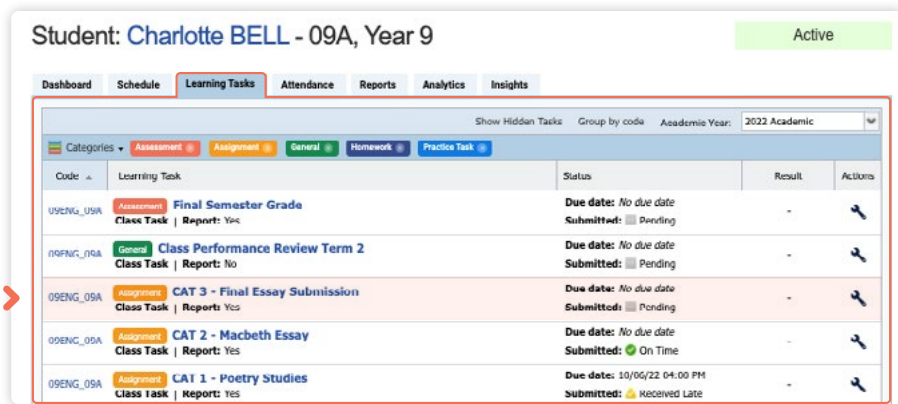 Student: Charlotte BELL - 09A, Year 9
Active
Dashboard Schedule Learning Tasks Attendance Reports Analytics Insights
Show Hidden Tasks Group by code Academic Year: 2022 Academic
Categories Assessment Assignment General Homework Practice Task
Code Learning Task Status Result Actions
09ENG_09A Assessment Final Semester Grade Due date: No due date -
Class Task | Report: Yes Submitted: Pending
09ENG_09A General Class Performance Review Term 2 Due date: No due date -
Class Task | Report: No Submitted: Pending
09ENG_09A Assignment CAT 3 - Final Essay Submission Due date: No due date -
Class Task | Report: Yes Submitted: Pending
09ENG_09A Assignment CAT 2 - Macbeth Essay Due date: No due date -
Class Task | Report: Yes Submitted: On Time
09ENG_09A Assignment CAT 1 - Poetry Studies Due date: 10/06/22 04:00 PM -
Class Task | Report: Yes Submitted: Received Late